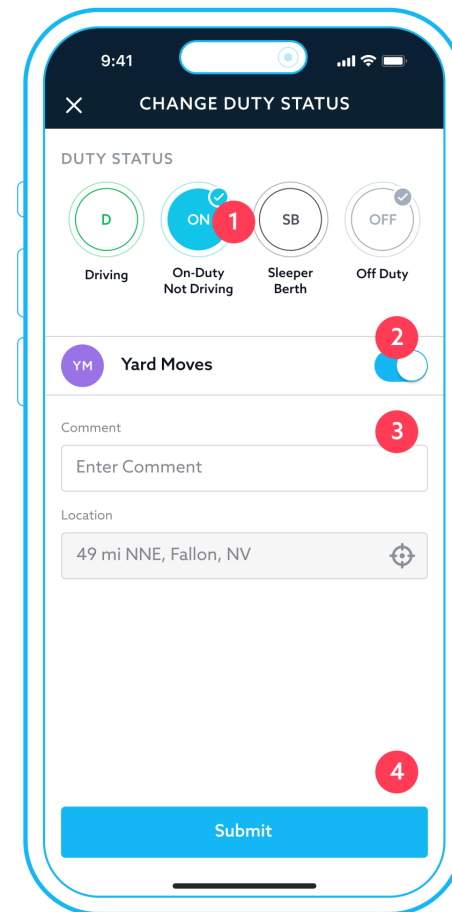 9:41
CHANGE DUTY STATUS
DUTY STATUS
D ON 1 SB OFF
Driving On-Duty Sleeper Off Duty
Not Driving Berth
2
YM Yard Moves
Comment
3
Enter Comment
Location
49 mi NNE, Fallon, NV
4
Submit